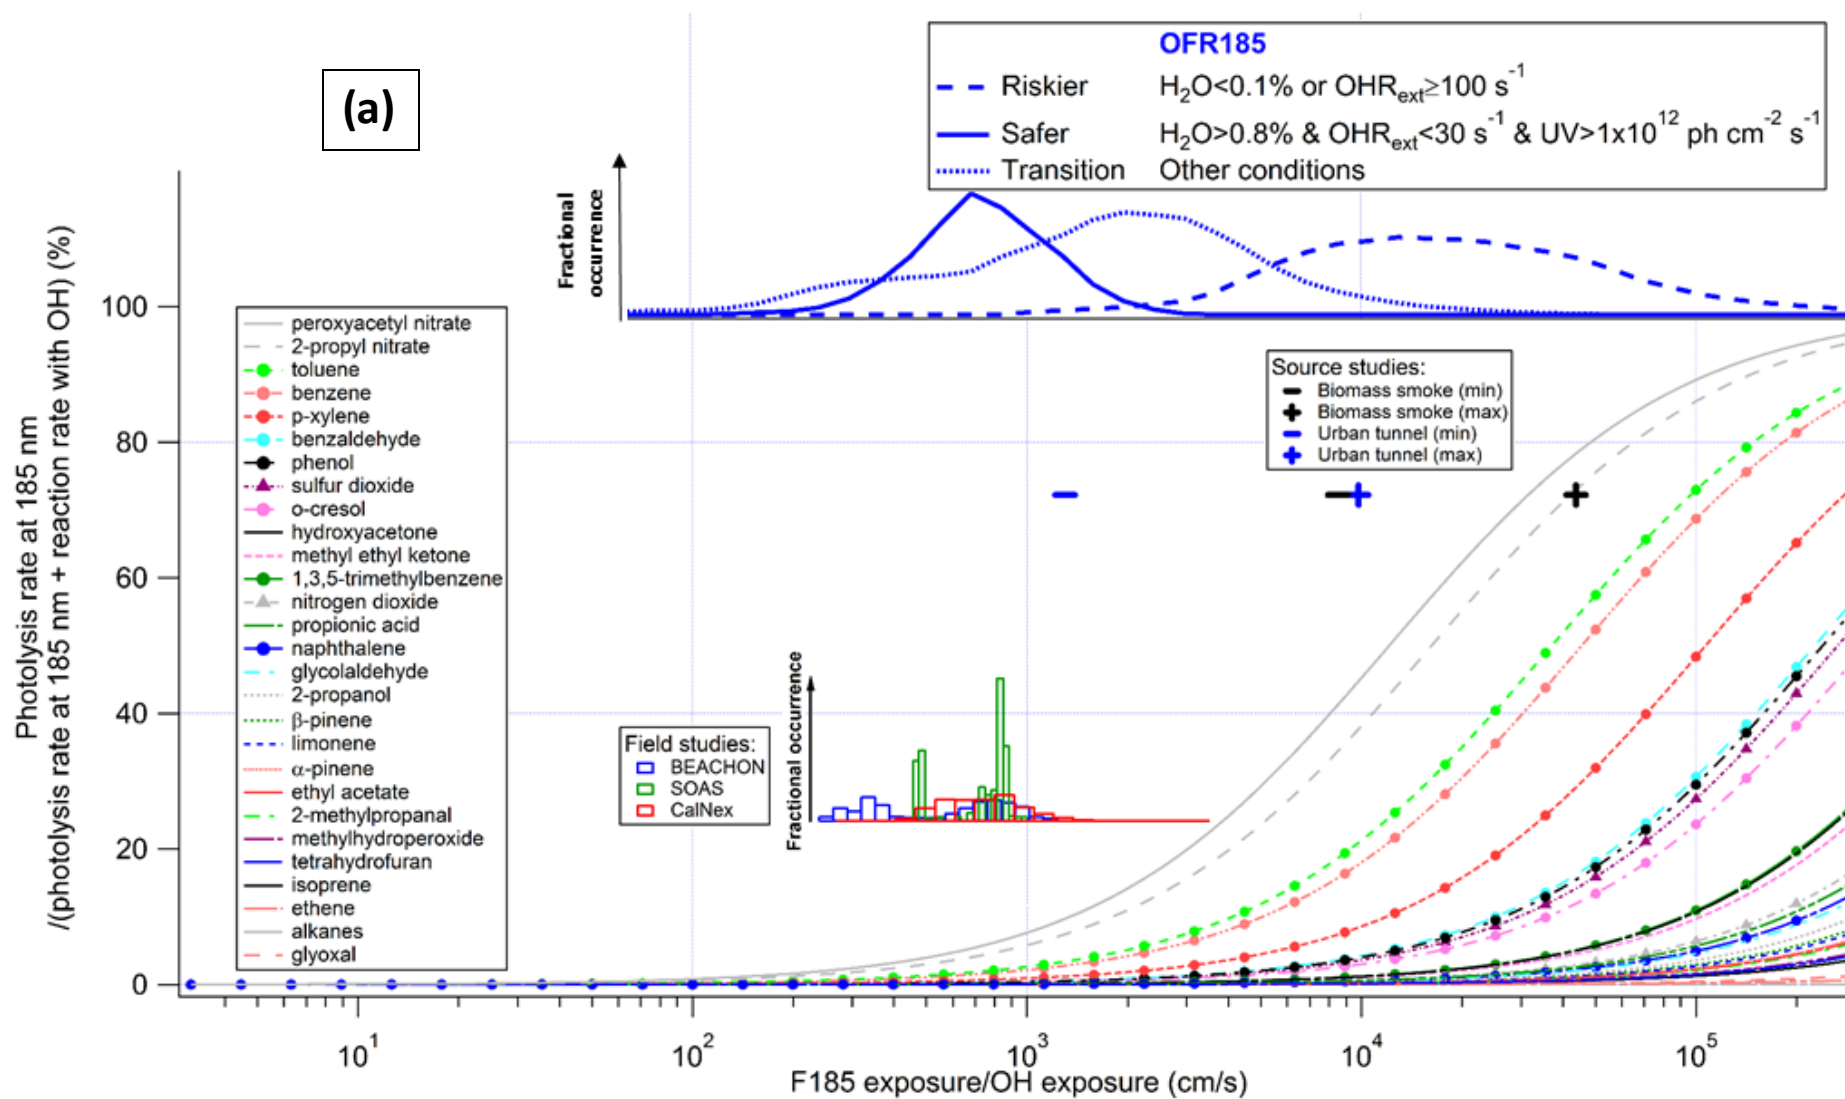 (a)
OFR185
Riskier H₂O<0.1% or OHRₑₓₜ≥100 s⁻¹
Safer H₂O>0.8% & OHRₑₓₜ<30 s⁻¹ & UV>1x10¹² ph cm⁻² s⁻¹
Transition Other conditions
Fractional
occurrence
Photolysis rate at 185 nm
/(photolysis rate at 185 nm + reaction rate with OH) (%)
100
80
60
40
20
0
peroxyacetyl nitrate
2-propyl nitrate
toluene
benzene
p-xylene
benzaldehyde
phenol
sulfur dioxide
o-cresol
hydroxyacetone
methyl ethyl ketone
1,3,5-trimethylbenzene
nitrogen dioxide
propionic acid
naphthalene
glycolaldehyde
2-propanol
β-pinene
limonene
α-pinene
ethyl acetate
2-methylpropanal
methylhydroperoxide
tetrahydrofuran
isoprene
ethene
alkanes
glyoxal
Source studies:
Biomass smoke (min)
Biomass smoke (max)
Urban tunnel (min)
Urban tunnel (max)
Field studies:
BEACHON
SOAS
CalNex
Fractional occurrence
10¹ 10² 10³ 10⁴ 10⁵
F185 exposure/OH exposure (cm/s)